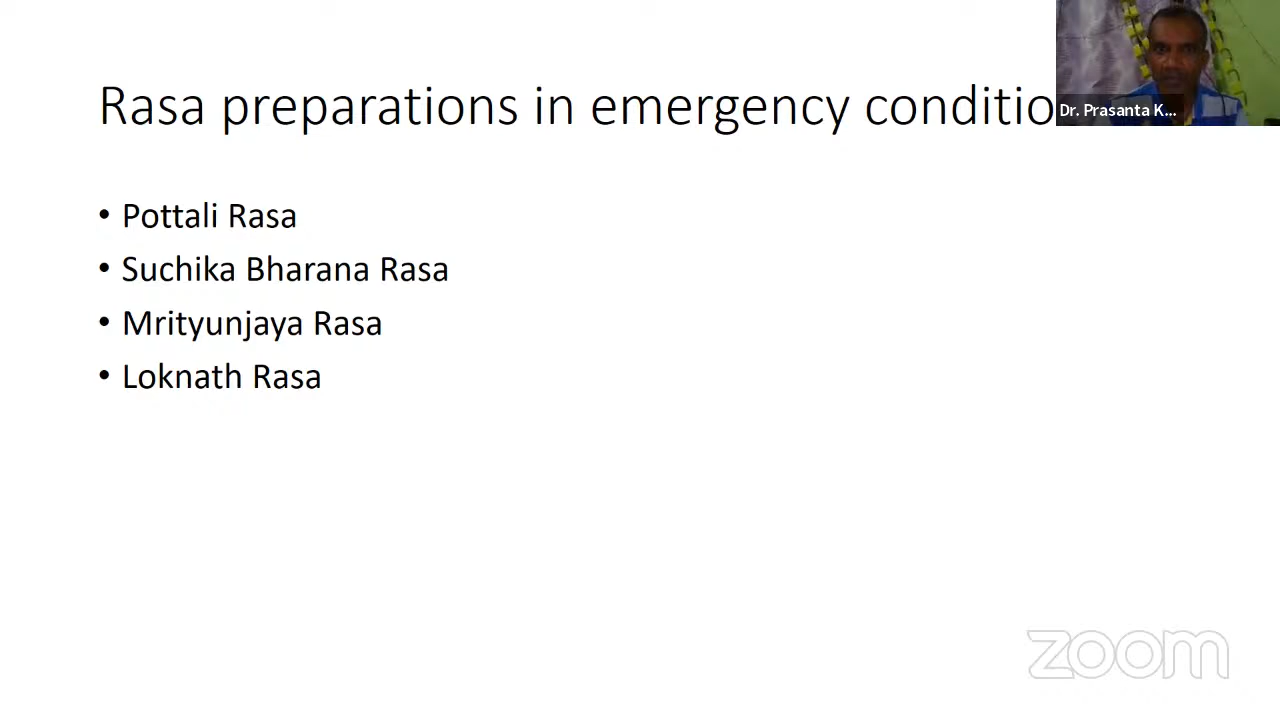 Rasa preparations in emergency conditio
Dr. Prasanta K...
• Pottali Rasa
• Suchika Bharana Rasa
• Mrityunjaya Rasa
• Loknath Rasa
zoom